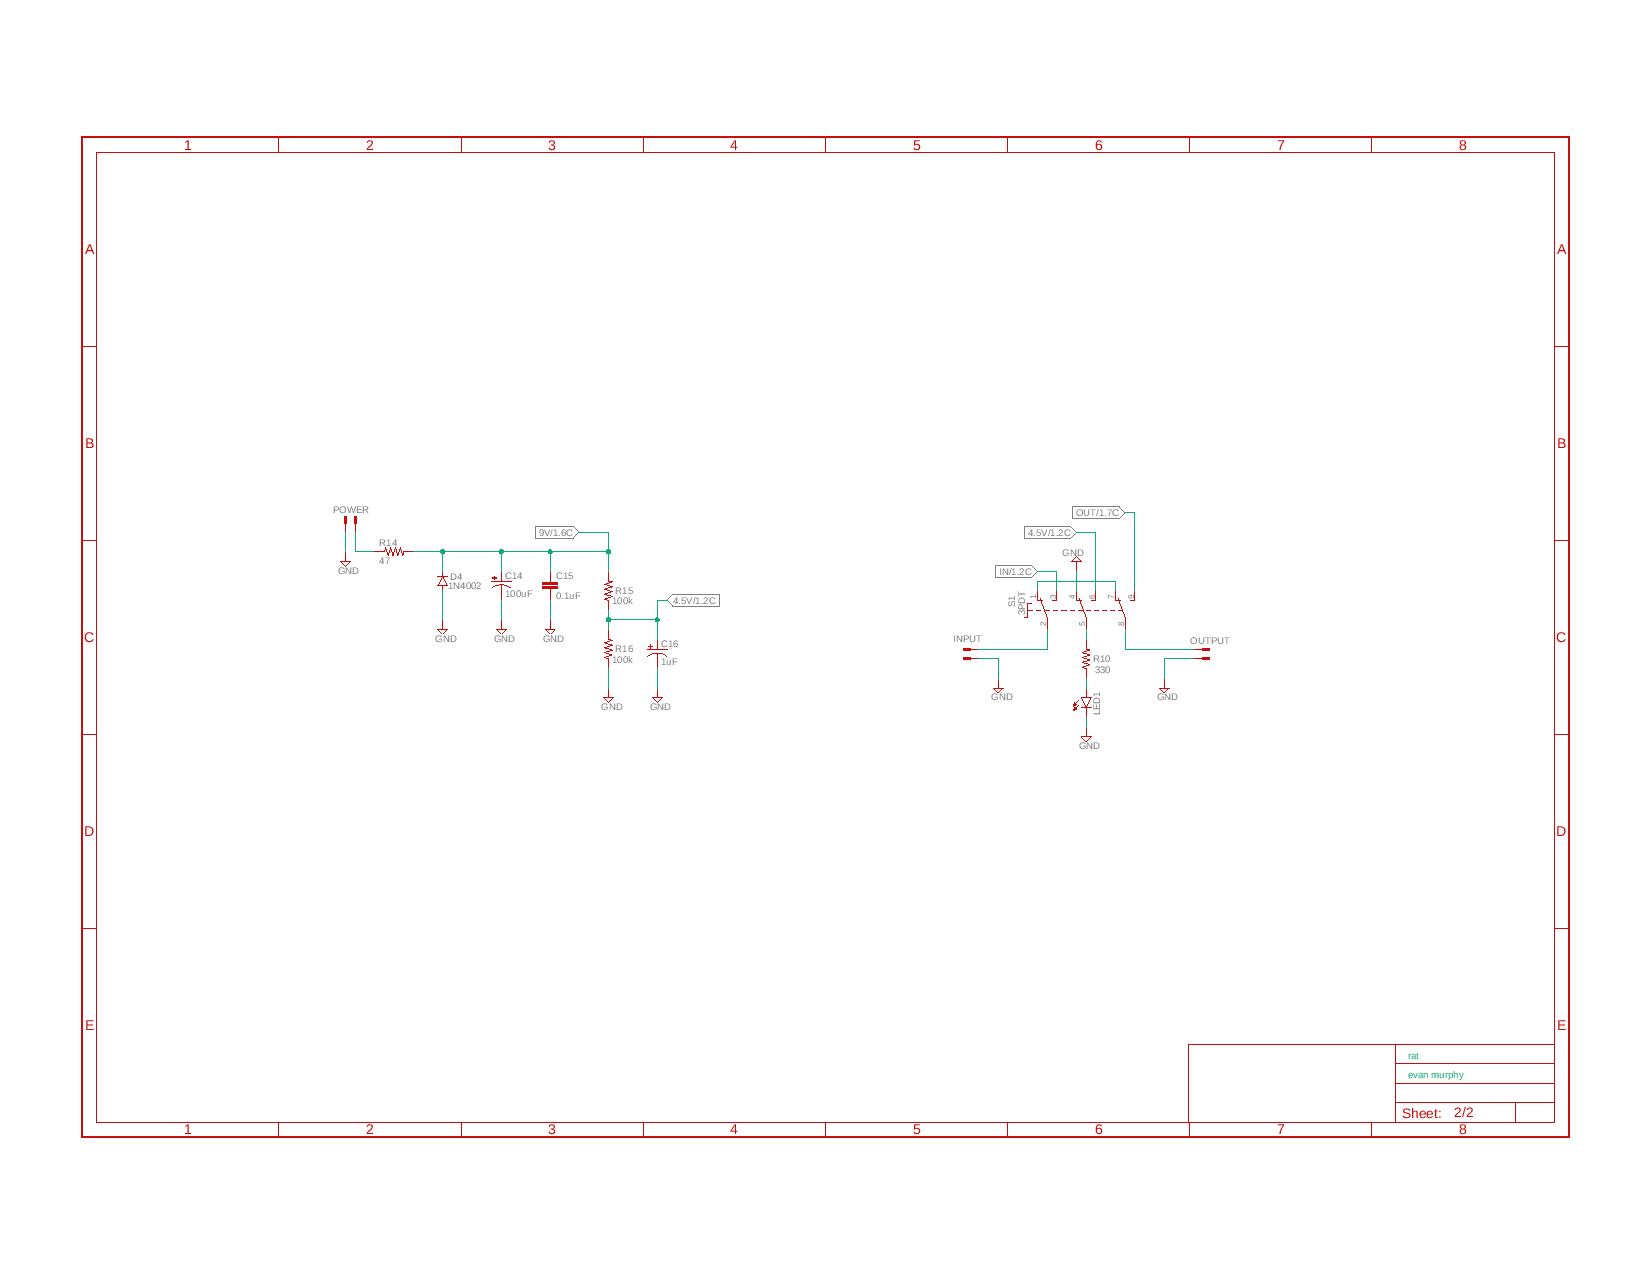 1 2 3 4 5 6 7 8
A A
B B
C C
D D
E E
POWER
GND
R14
47
D4
1N4002
GND
C14
100uF
GND
C15
0.1uF
GND
9V/1.6C
R15
100k
4.5V/1.2C
R16
100k
GND
C16
1uF
GND
OUT/1.7C
4.5V/1.2C
GND
IN/1.2C
S1
3PDT
1 3 4 6 7 9
2 5 8
INPUT
GND
R10
330
LED1
GND
OUTPUT
GND
rat
evan murphy
Sheet: 2/2
1 2 3 4 5 6 7 8